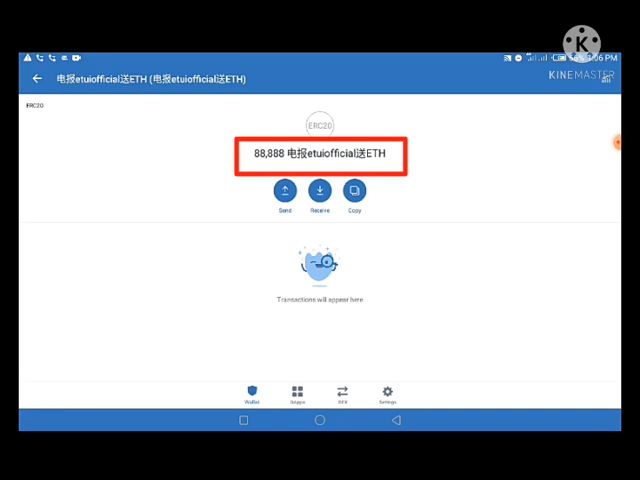 K
KINEMASTER
1:06 PM
电报etuiofficial送ETH (电报etuiofficial送ETH)
ERC20
ERC20
88,888 电报etuiofficial送ETH
Send
Receive
Copy
Transactions will appear here
Wallet
DApps
DEX
Settings